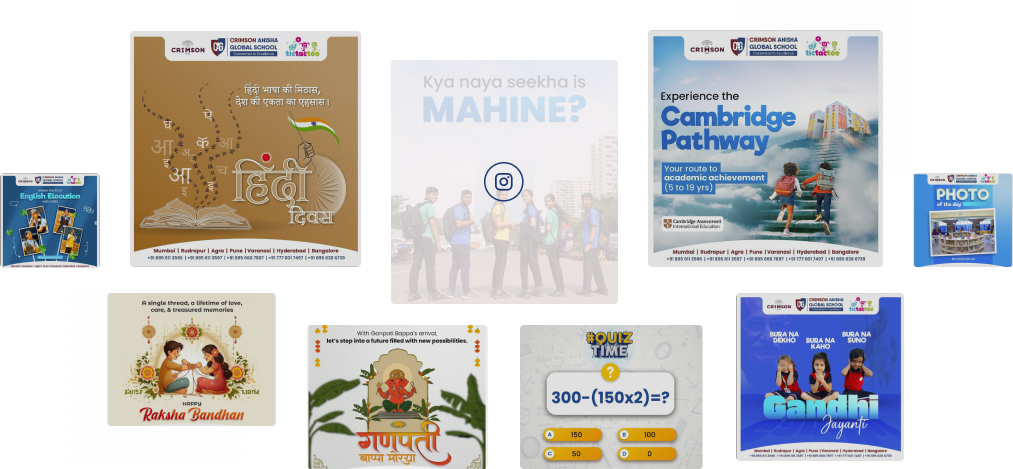 CRIMSON
CRIMSON ANISHA
GLOBAL SCHOOL
Commitment to Excellence
tictactoe
हिंदी भाषा की मिठास,
देश की एकता का एहसास।
घ
पे
आ
क
आ
आ
च
हिंदी
दिवस
Mumbai | Rudrapur | Agra | Pune | Varanasi | Hyderabad | Bangalore
Kya naya seekha is
MAHINE?
CRIMSON
CRIMSON ANISHA
GLOBAL SCHOOL
Commitment to Excellence
tictactoe
Experience the
Cambridge
Pathway
Your route to
academic achievement
(5 to 19 yrs)
Cambridge Assessment
International Education
Mumbai | Rudrapur | Agra | Pune | Varanasi | Hyderabad | Bangalore
English Elocution
PHOTO
of the day
A single thread, a lifetime of love,
care, & treasured memories
HAPPY
Raksha Bandhan
With Ganpati Bappa's arrival,
let's step into a future filled with new possibilities.
गणपती
बाप्पा मोरया
#QUIZ
TIME
?
300-(150x2)=?
A 150
B 100
C 50
D 0
CRIMSON
CRIMSON ANISHA
GLOBAL SCHOOL
tictactoe
BURA NA
DEKHO
BURA NA
KAHO
BURA NA
SUNO
Gandhi
Jayanti
Mumbai | Rudrapur | Agra | Pune | Varanasi | Hyderabad | Bangalore